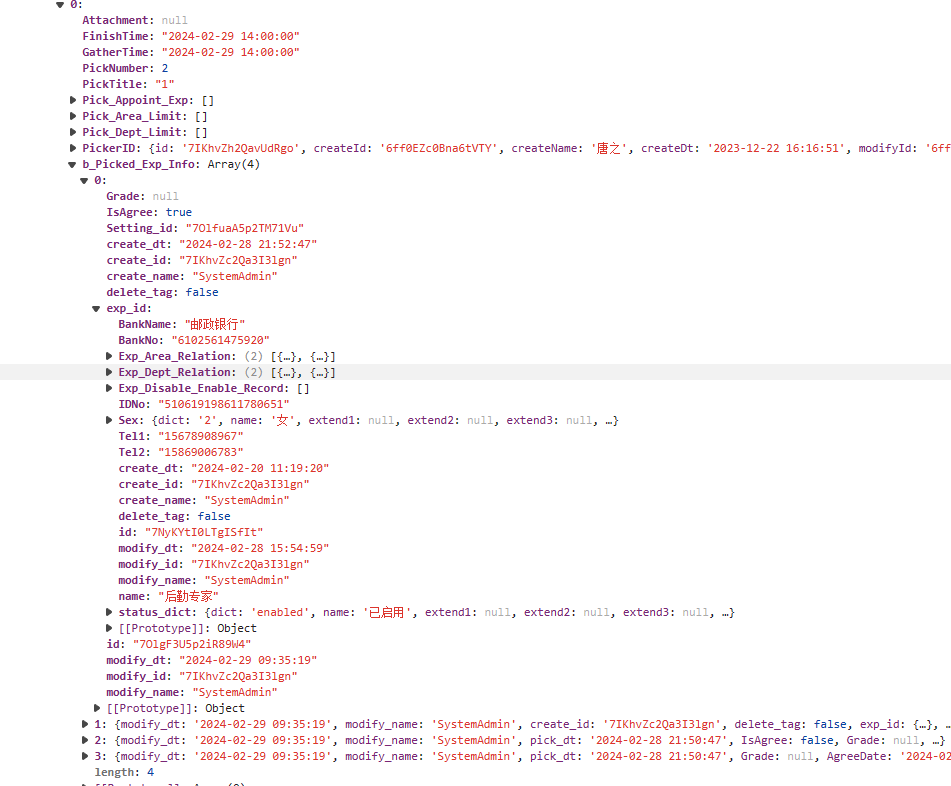 ▼ 0:
Attachment: null
FinishTime: "2024-02-29 14:00:00"
GatherTime: "2024-02-29 14:00:00"
PickNumber: 2
PickTitle: "1"
▶ Pick_Appoint_Exp: []
▶ Pick_Area_Limit: []
▶ Pick_Dept_Limit: []
▶ PickerID: {id: '7IKhvZh2QavUdRgo', createId: '6ff0EZc0Bna6tVTY', createName: '唐之', createDt: '2023-12-22 16:16:51', modifyId: '6ff
▼ b_Picked_Exp_Info: Array(4)
▼ 0:
Grade: null
IsAgree: true
Setting_id: "7OlfuaA5p2TM71Vu"
create_dt: "2024-02-28 21:52:47"
create_id: "7IKhvZc2Qa3I3lgn"
create_name: "SystemAdmin"
delete_tag: false
▼ exp_id:
BankName: "邮政银行"
BankNo: "6102561475920"
▶ Exp_Area_Relation: (2) [{…}, {…}]
▶ Exp_Dept_Relation: (2) [{…}, {…}]
▶ Exp_Disable_Enable_Record: []
IDNo: "510619198611780651"
▶ Sex: {dict: '2', name: '女', extend1: null, extend2: null, extend3: null, …}
Tel1: "15678908967"
Tel2: "15869006783"
create_dt: "2024-02-20 11:19:20"
create_id: "7IKhvZc2Qa3I3lgn"
create_name: "SystemAdmin"
delete_tag: false
id: "7NyKYtI0LTgISfIt"
modify_dt: "2024-02-28 15:54:59"
modify_id: "7IKhvZc2Qa3I3lgn"
modify_name: "SystemAdmin"
name: "后勤专家"
▶ status_dict: {dict: 'enabled', name: '已启用', extend1: null, extend2: null, extend3: null, …}
▶ [[Prototype]]: Object
id: "7OlgF3U5p2iR89W4"
modify_dt: "2024-02-29 09:35:19"
modify_id: "7IKhvZc2Qa3I3lgn"
modify_name: "SystemAdmin"
▶ [[Prototype]]: Object
▶ 1: {modify_dt: '2024-02-29 09:35:19', modify_name: 'SystemAdmin', create_id: '7IKhvZc2Qa3I3lgn', delete_tag: false, exp_id: {…}, …
▶ 2: {modify_dt: '2024-02-29 09:35:19', modify_name: 'SystemAdmin', pick_dt: '2024-02-28 21:50:47', IsAgree: false, Grade: null, …}
▶ 3: {modify_dt: '2024-02-29 09:35:19', modify_name: 'SystemAdmin', pick_dt: '2024-02-28 21:50:47', Grade: null, AgreeDate: '2024-02
length: 4